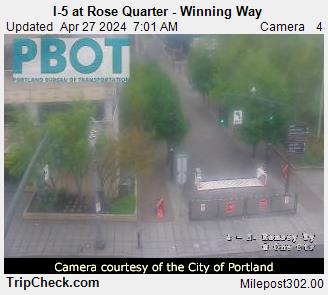 I-5 at Rose Quarter - Winning Way
Updated Apr 27 2024 7:01 AM Camera 4
PBOT
PORTLAND BUREAU OF TRANSPORTATION
Camera courtesy of the City of Portland
TripCheck.com Milepost302.00